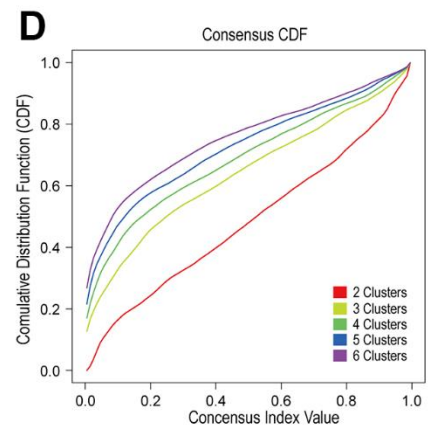 D
Consensus CDF
Comulative Distribution Function (CDF)
1.0
0.8
0.6
0.4
0.2
0.0
2 Clusters
3 Clusters
4 Clusters
5 Clusters
6 Clusters
0.0 0.2 0.4 0.6 0.8 1.0
Concensus Index Value